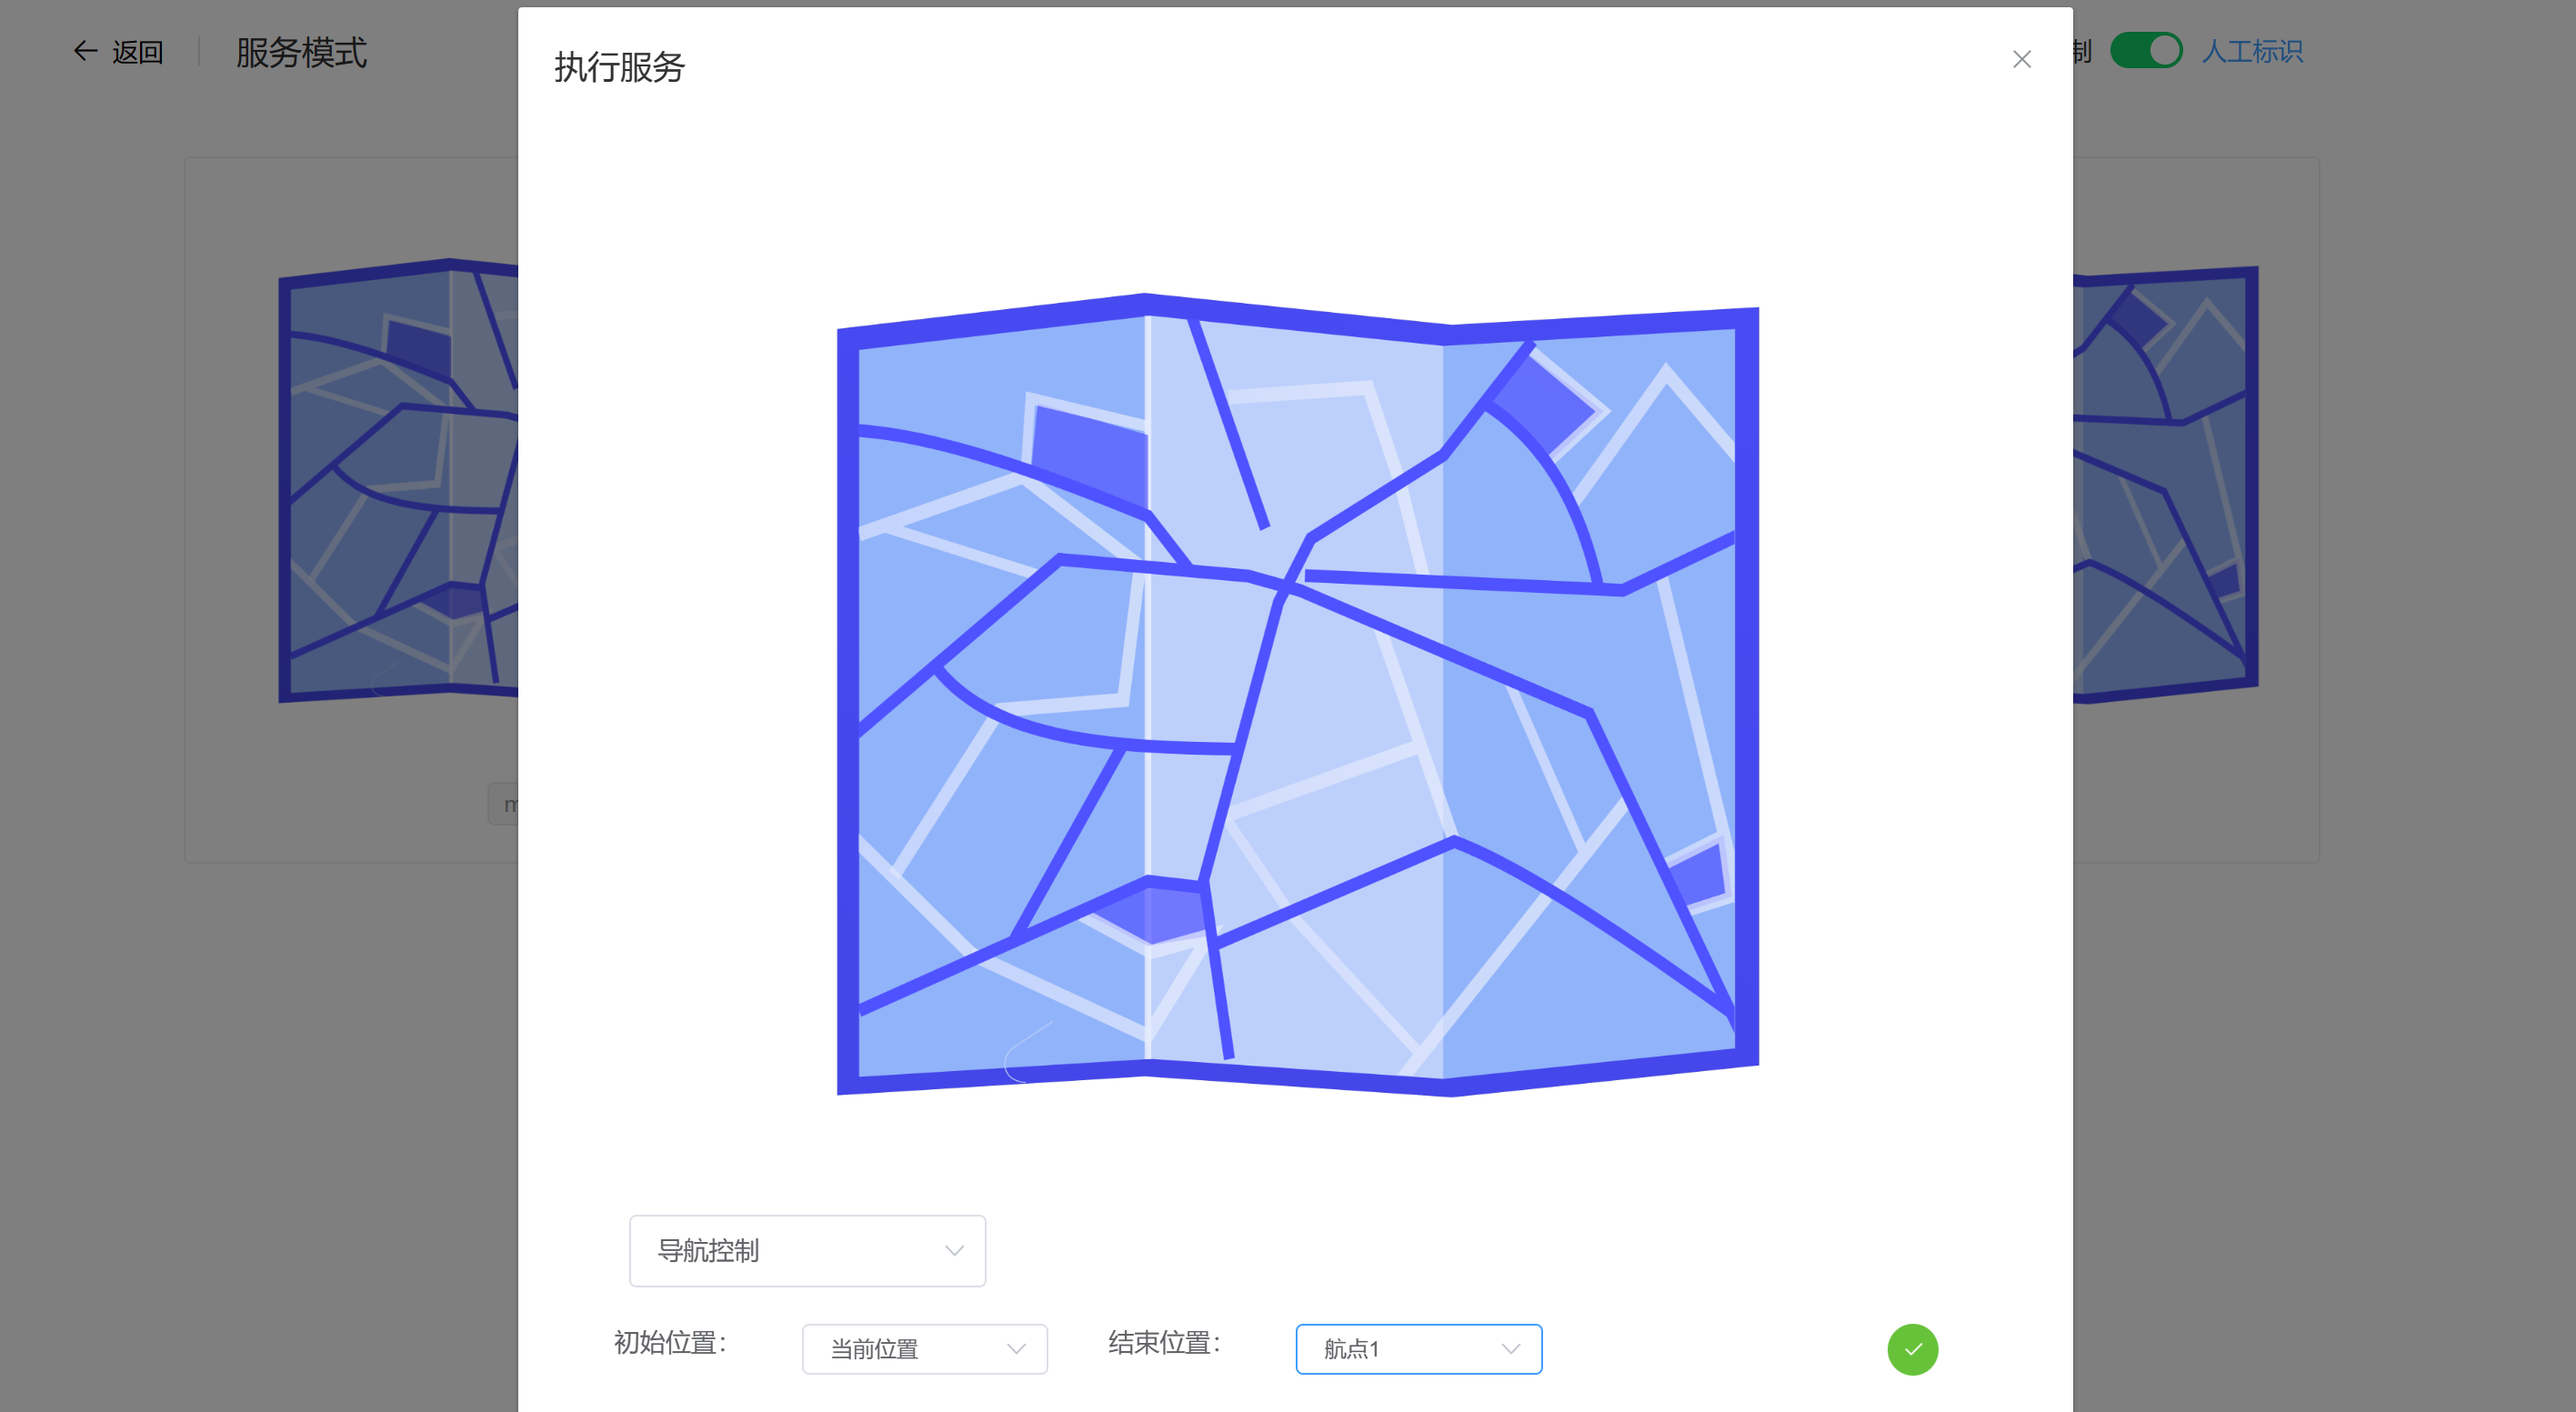 返回
服务模式
执行服务
制
人工标识
导航控制
初始位置：
当前位置
结束位置：
航点1